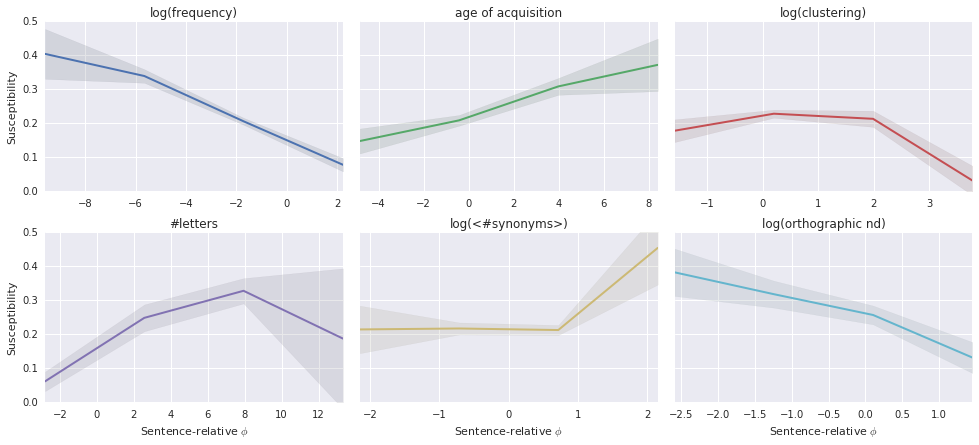 log(frequency)
age of acquisition
log(clustering)
Susceptibility
0.5
0.4
0.3
0.2
0.1
0.0
−8 −6 −4 −2 0 2
−4 −2 0 2 4 6 8
−1 0 1 2 3
#letters
log(<#synonyms>)
log(orthographic nd)
Susceptibility
0.5
0.4
0.3
0.2
0.1
0.0
−2 0 2 4 6 8 10 12
−2 −1 0 1 2
−2.5 −2.0 −1.5 −1.0 −0.5 0.0 0.5 1.0
Sentence-relative ϕ
Sentence-relative ϕ
Sentence-relative ϕ